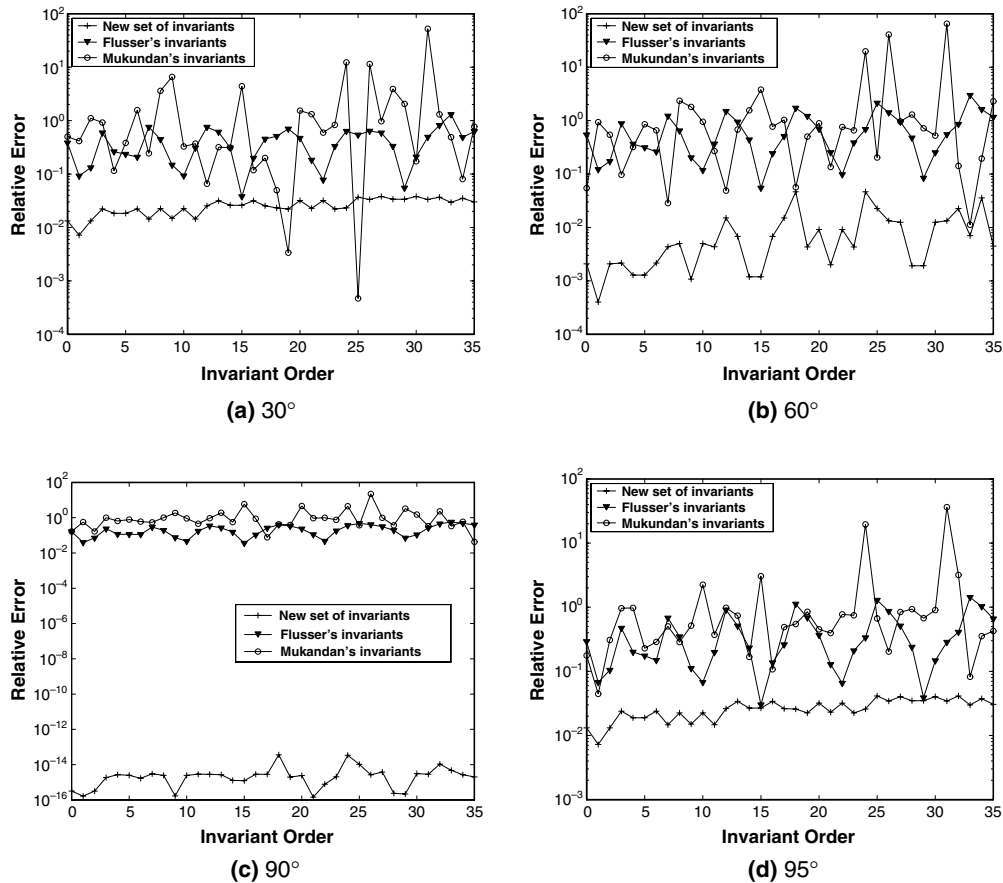 10^2
10^1
10^0
10^-1
10^-2
10^-3
10^-4
Relative Error
New set of invariants
Flusser's invariants
Mukundan's invariants
0 5 10 15 20 25 30 35
Invariant Order
(a) 30°
10^2
10^1
10^0
10^-1
10^-2
10^-3
10^-4
Relative Error
New set of invariants
Flusser's invariants
Mukundan's invariants
0 5 10 15 20 25 30 35
Invariant Order
(b) 60°
10^2
10^0
10^-2
10^-4
10^-6
10^-8
10^-10
10^-12
10^-14
10^-16
Relative Error
New set of invariants
Flusser's invariants
Mukandan's invariants
0 5 10 15 20 25 30 35
Invariant Order
(c) 90°
10^2
10^1
10^0
10^-1
10^-2
10^-3
Relative Error
New set of invariants
Flusser's invariants
Mukundan's invariants
0 5 10 15 20 25 30 35
Invariant Order
(d) 95°